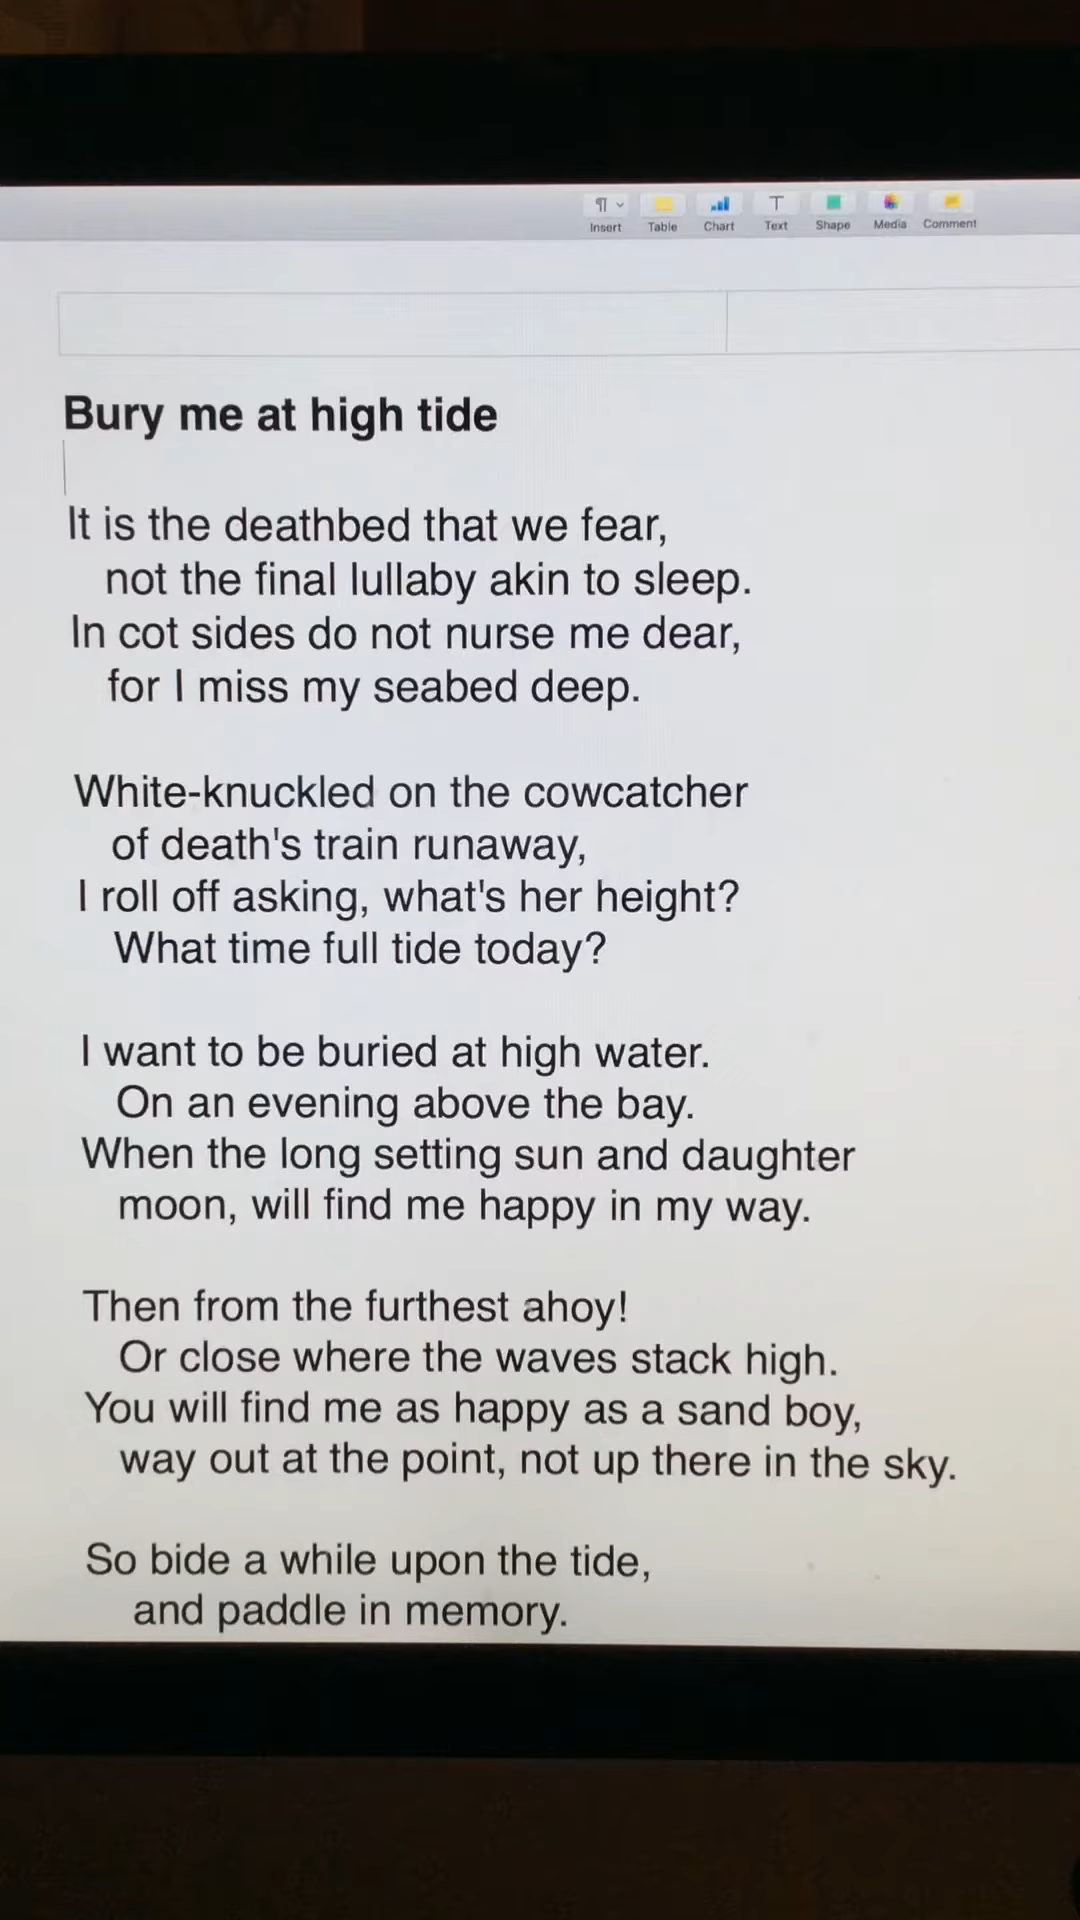 Insert Table Chart Text Shape Media Comment
Bury me at high tide
It is the deathbed that we fear,
not the final lullaby akin to sleep.
In cot sides do not nurse me dear,
for I miss my seabed deep.
White-knuckled on the cowcatcher
of death's train runaway,
I roll off asking, what's her height?
What time full tide today?
I want to be buried at high water.
On an evening above the bay.
When the long setting sun and daughter
moon, will find me happy in my way.
Then from the furthest ahoy!
Or close where the waves stack high.
You will find me as happy as a sand boy,
way out at the point, not up there in the sky.
So bide a while upon the tide,
and paddle in memory.